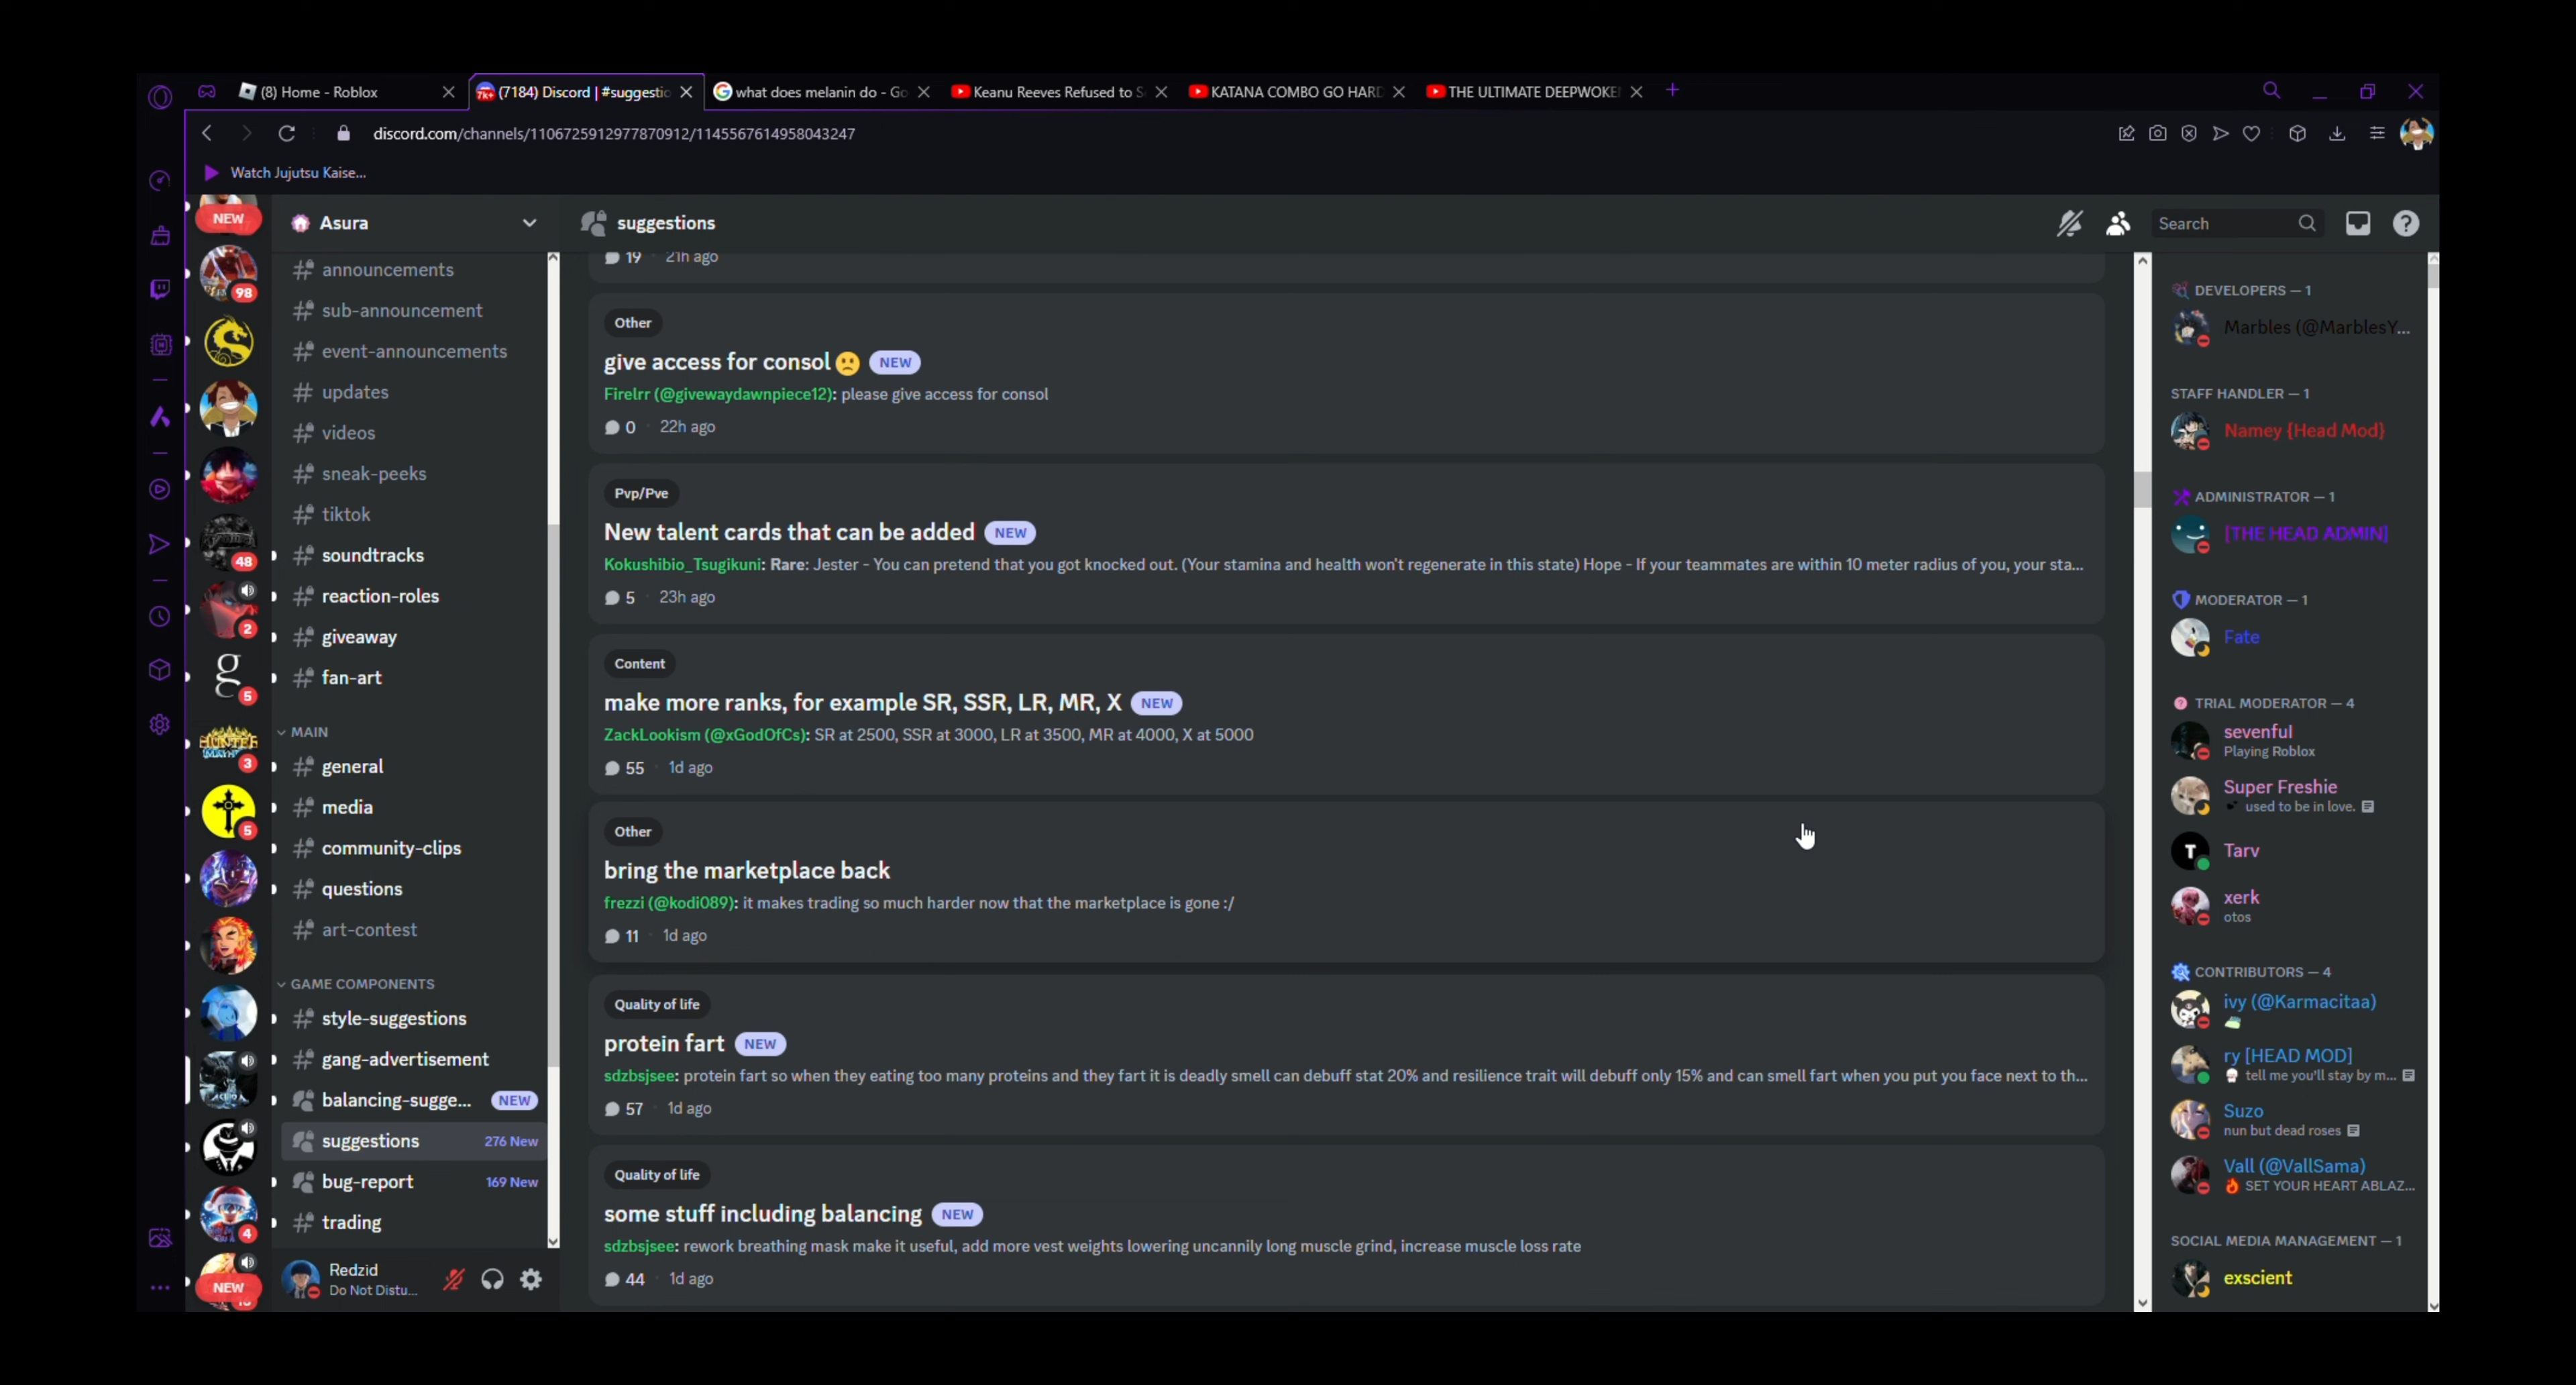 (8) Home - Roblox
(7184) Discord | #suggestio
what does melanin do - Go
Keanu Reeves Refused to S
KATANA COMBO GO HARD
THE ULTIMATE DEEPWOKE
discord.com/channels/1106725912977870912/1145567614958043247
Watch Jujutsu Kaise...
NEW
98
48
2
g
5
HUNTER
3
5
4
NEW
Asura
announcements
sub-announcement
event-announcements
updates
videos
sneak-peeks
tiktok
soundtracks
reaction-roles
giveaway
fan-art
MAIN
general
media
community-clips
questions
art-contest
GAME COMPONENTS
style-suggestions
gang-advertisement
balancing-sugge... NEW
suggestions 276 New
bug-report 169 New
trading
Redzid
Do Not Distu...
suggestions
Search
19 21h ago
Other
give access for consol NEW
Firelrr (@givewaydawnpiece12): please give access for consol
0 22h ago
Pvp/Pve
New talent cards that can be added NEW
Kokushibio_Tsugikuni: Rare: Jester - You can pretend that you got knocked out. (Your stamina and health won't regenerate in this state) Hope - If your teammates are within 10 meter radius of you, your sta...
5 23h ago
Content
make more ranks, for example SR, SSR, LR, MR, X NEW
ZackLookism (@xGodOfCs): SR at 2500, SSR at 3000, LR at 3500, MR at 4000, X at 5000
55 1d ago
Other
bring the marketplace back
frezzi (@kodi089): it makes trading so much harder now that the marketplace is gone :/
11 1d ago
Quality of life
protein fart NEW
sdzbsjsee: protein fart so when they eating too many proteins and they fart it is deadly smell can debuff stat 20% and resilience trait will debuff only 15% and can smell fart when you put you face next to th...
57 1d ago
Quality of life
some stuff including balancing NEW
sdzbsjsee: rework breathing mask make it useful, add more vest weights lowering uncannily long muscle grind, increase muscle loss rate
44 1d ago
DEVELOPERS — 1
Marbles (@MarblesY...
STAFF HANDLER — 1
Namey {Head Mod}
ADMINISTRATOR — 1
[THE HEAD ADMIN]
MODERATOR — 1
Fate
TRIAL MODERATOR — 4
sevenful
Playing Roblox
Super Freshie
used to be in love.
T
Tarv
xerk
otos
CONTRIBUTORS — 4
ivy (@Karmacitaa)
ry [HEAD MOD]
tell me you'll stay by m...
Suzo
nun but dead roses
Vall (@VallSama)
SET YOUR HEART ABLAZ...
SOCIAL MEDIA MANAGEMENT — 1
exscient